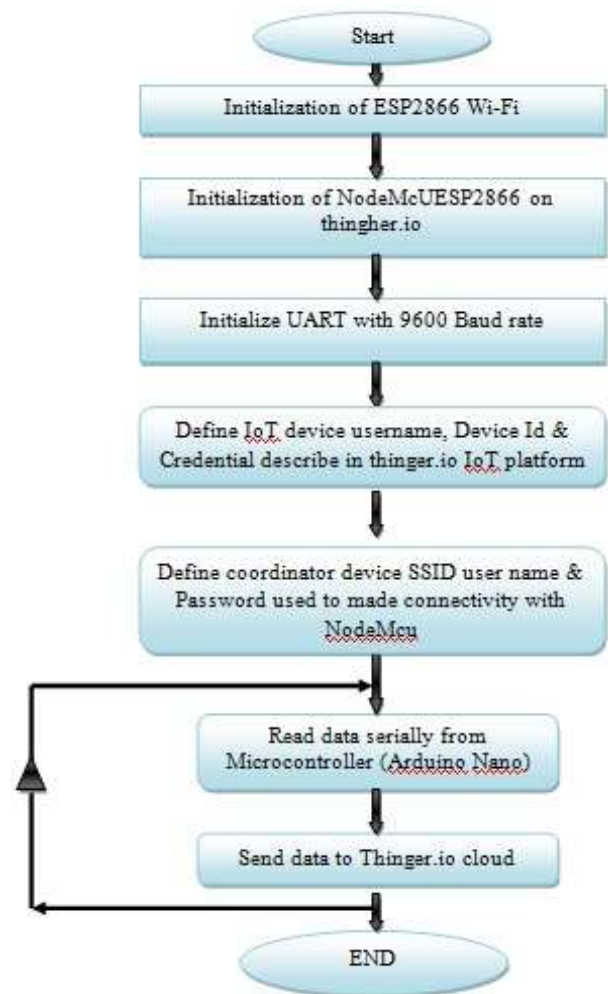 Start
Initialization of ESP2866 Wi-Fi
Initialization of NodeMcUESP2866 on
thingher.io
Initialize UART with 9600 Baud rate
Define IoT device username, Device Id &
Credential describe in thinger.io IoT platform
Define coordinator device SSID user name &
Password used to made connectivity with
NodeMcu
Read data serially from
Microcontroller (Arduino Nano)
Send data to Thinger.io cloud
END